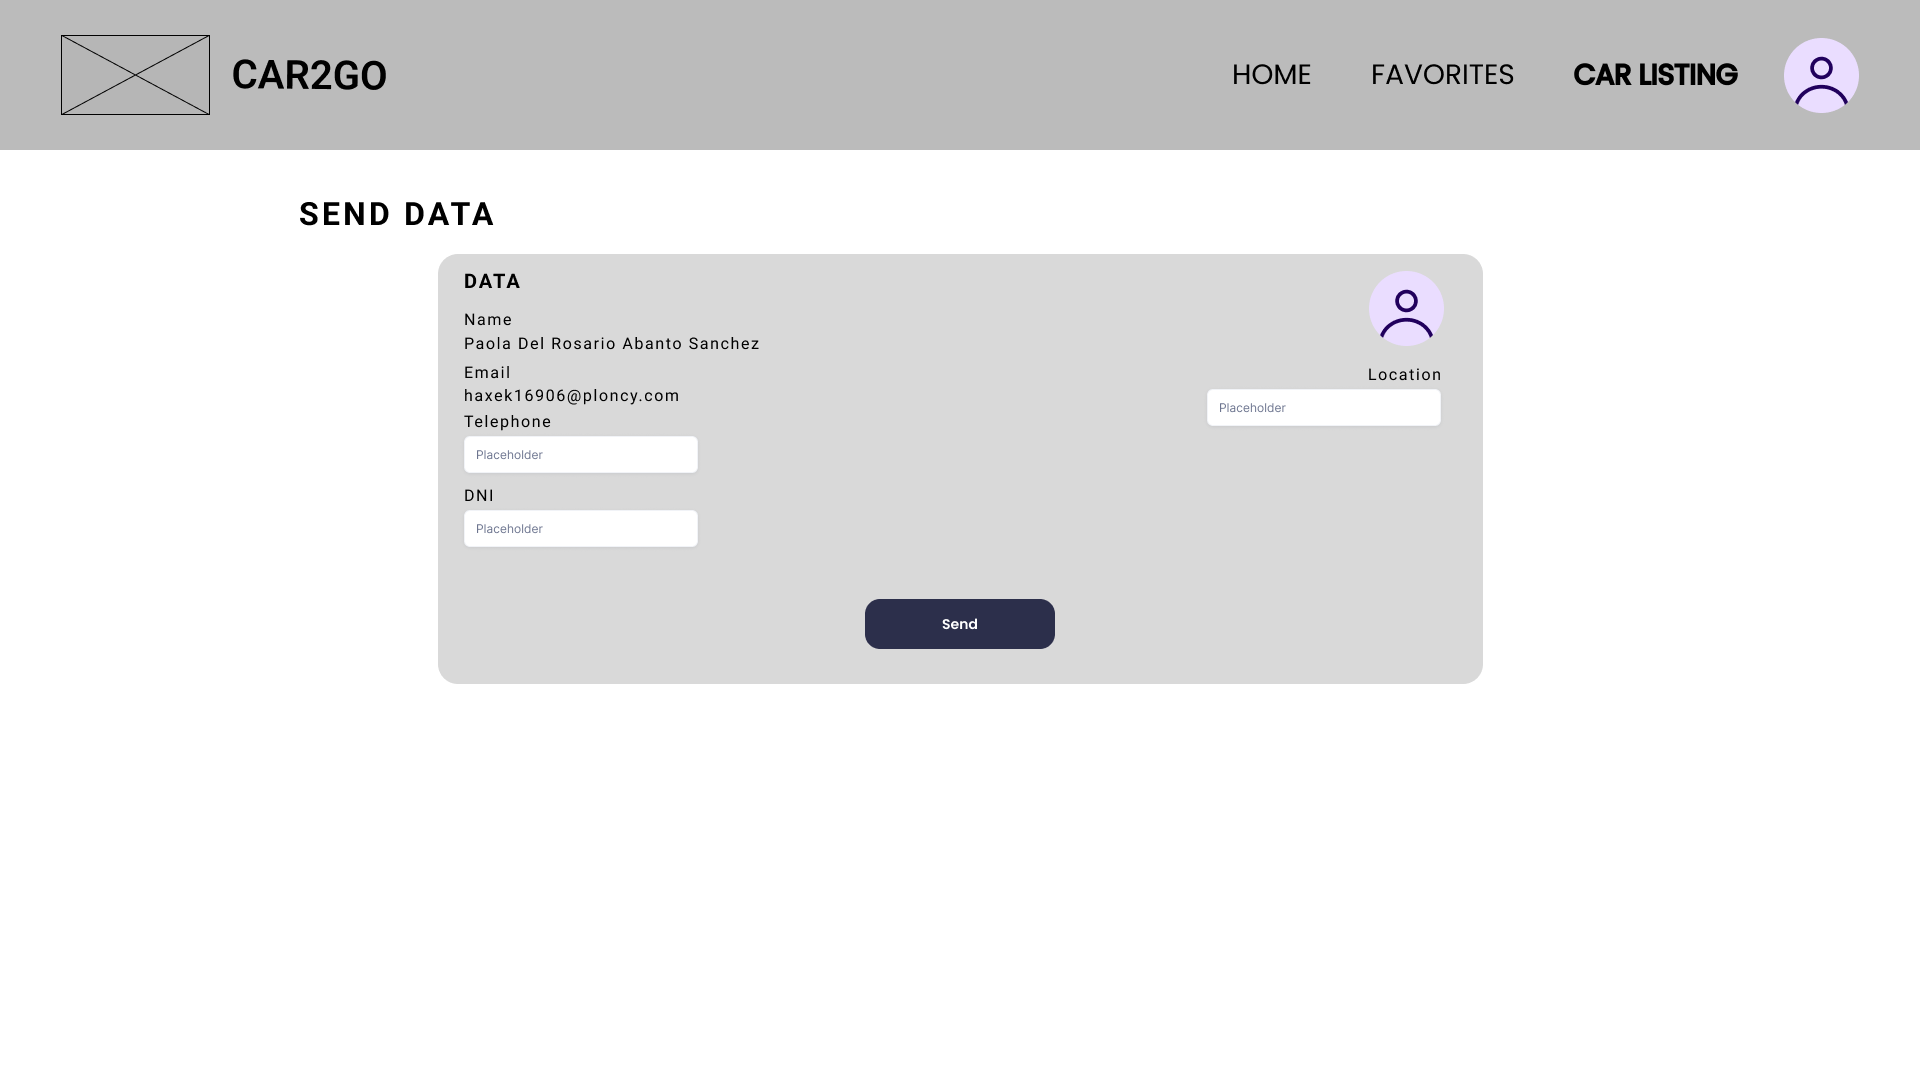 CAR2GO
HOME
FAVORITES
CAR LISTING
SEND DATA
DATA
Name
Paola Del Rosario Abanto Sanchez
Email
haxek16906@ploncy.com
Telephone
Placeholder
DNI
Placeholder
Location
Placeholder
Send